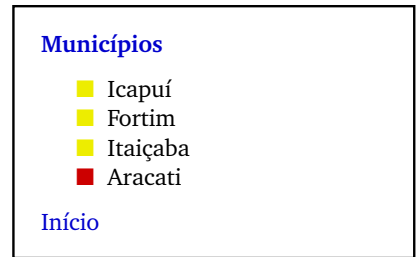 Municípios
Icapuí
Fortim
Itaiçaba
Aracati
Início